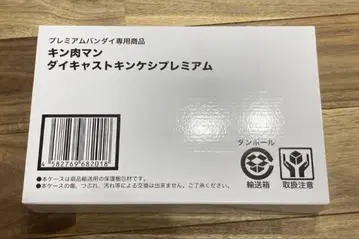 プレミアムバンダイ専用商品
キン肉マン
ダイキャストキンケシプレミアム
4582769682018
ダンボール
輸送箱
取扱注意
●本ケースは商品輸送用の保護梱包材です。
●本ケースの傷、つぶれ、汚れ等による交換は出来ません。ご了承ください。